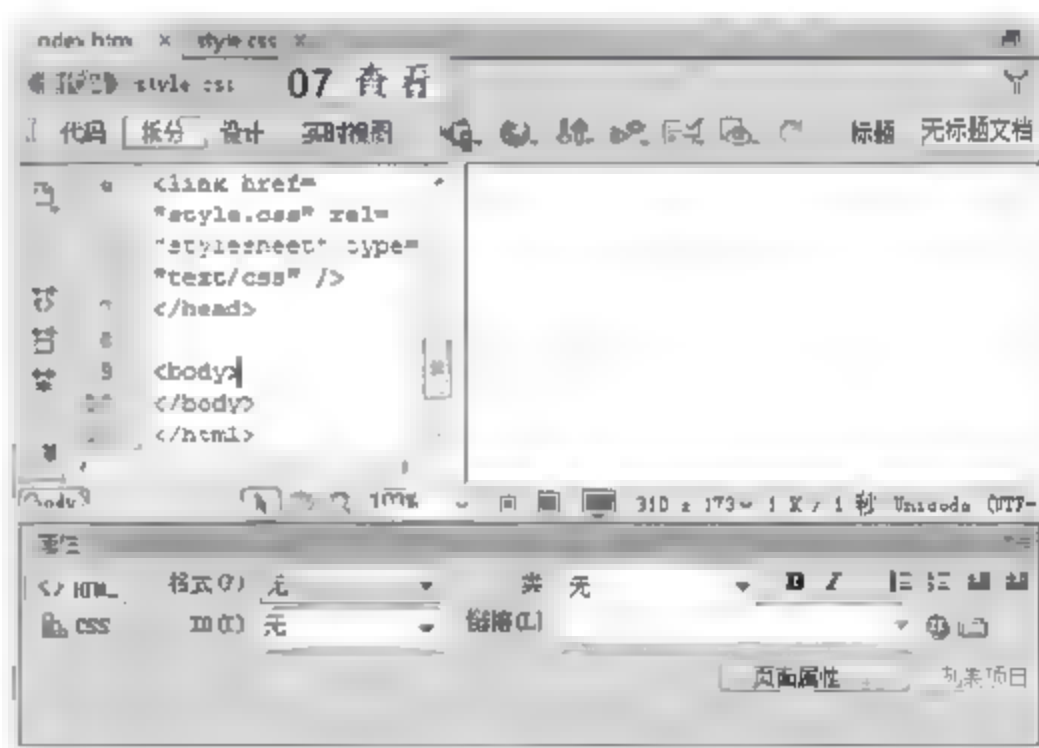 index.html × style.css ×
style.css 07 查看
代码 拆分 设计 实时视图 标题 无标题文档
<link href=
"style.css" rel=
"stylesheet" type=
"text/css" />
</head>
8
9 <body>
</body>
</html>
<body> 100% 310 x 173 1 K / 1 秒 Unicode (UTF-
属性
<> HTML 格式(F) 无 类 无 B I
CSS ID(I) 无 链接(L)
页面属性 列表项目